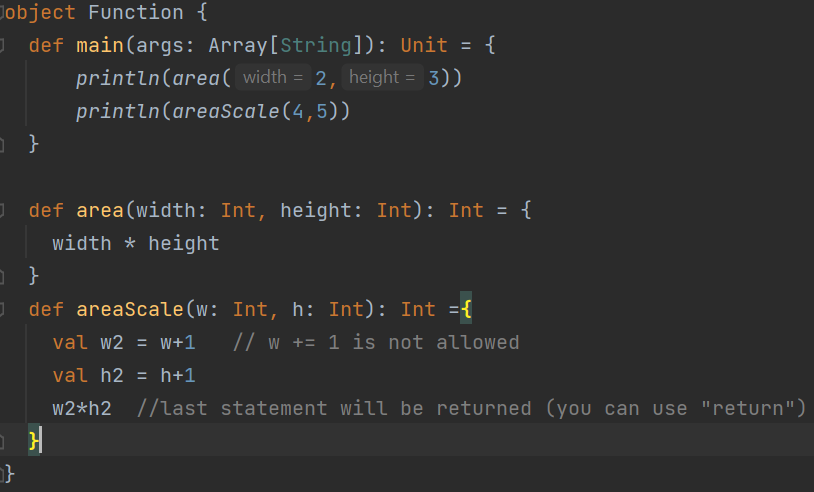 object Function {
  def main(args: Array[String]): Unit = {
      println(area( width = 2, height = 3))
      println(areaScale(4,5))
  }
  def area(width: Int, height: Int): Int = {
    width * height
  }
  def areaScale(w: Int, h: Int): Int ={
    val w2 = w+1   // w += 1 is not allowed
    val h2 = h+1
    w2*h2  //last statement will be returned (you can use "return")
  }
}